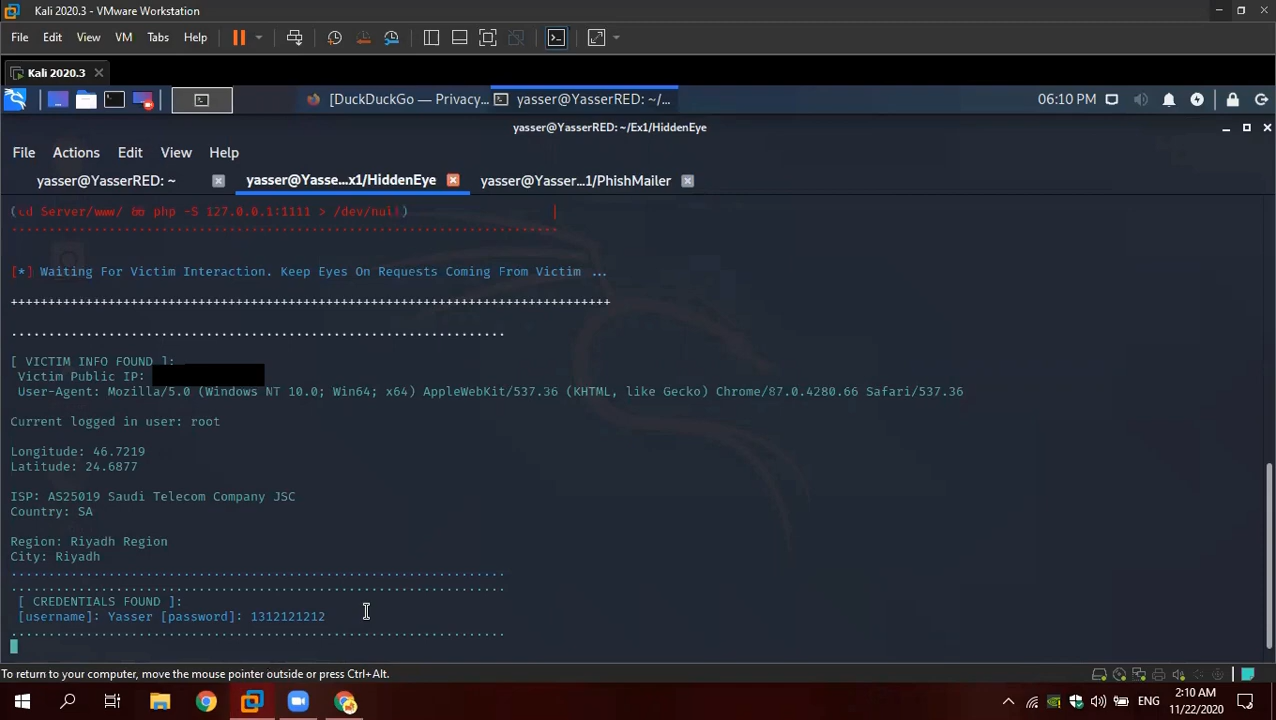 Kali 2020.3 - VMware Workstation
File Edit View VM Tabs Help
Kali 2020.3
[DuckDuckGo — Privacy... yasser@YasserRED: ~/... 06:10 PM
yasser@YasserRED: ~/Ex1/HiddenEye
File Actions Edit View Help
yasser@YasserRED: ~ yasser@Yasse...x1/HiddenEye yasser@Yasser...1/PhishMailer
(cd Server/www/ && php -S 127.0.0.1:1111 > /dev/null) |
[*] Waiting For Victim Interaction. Keep Eyes On Requests Coming From Victim ...
++++++++++++++++++++++++++++++++++++++++++++++++++++++++++++++++++++++++++++++++
...................................................................
[ VICTIM INFO FOUND ]:
Victim Public IP:
User-Agent: Mozilla/5.0 (Windows NT 10.0; Win64; x64) AppleWebKit/537.36 (KHTML, like Gecko) Chrome/87.0.4280.66 Safari/537.36
Current logged in user: root
Longitude: 46.7219
Latitude: 24.6877
ISP: AS25019 Saudi Telecom Company JSC
Country: SA
Region: Riyadh Region
City: Riyadh
...................................................................
...................................................................
[ CREDENTIALS FOUND ]:
[username]: Yasser [password]: 1312121212
...................................................................
To return to your computer, move the mouse pointer outside or press Ctrl+Alt.
ENG
2:10 AM
11/22/2020